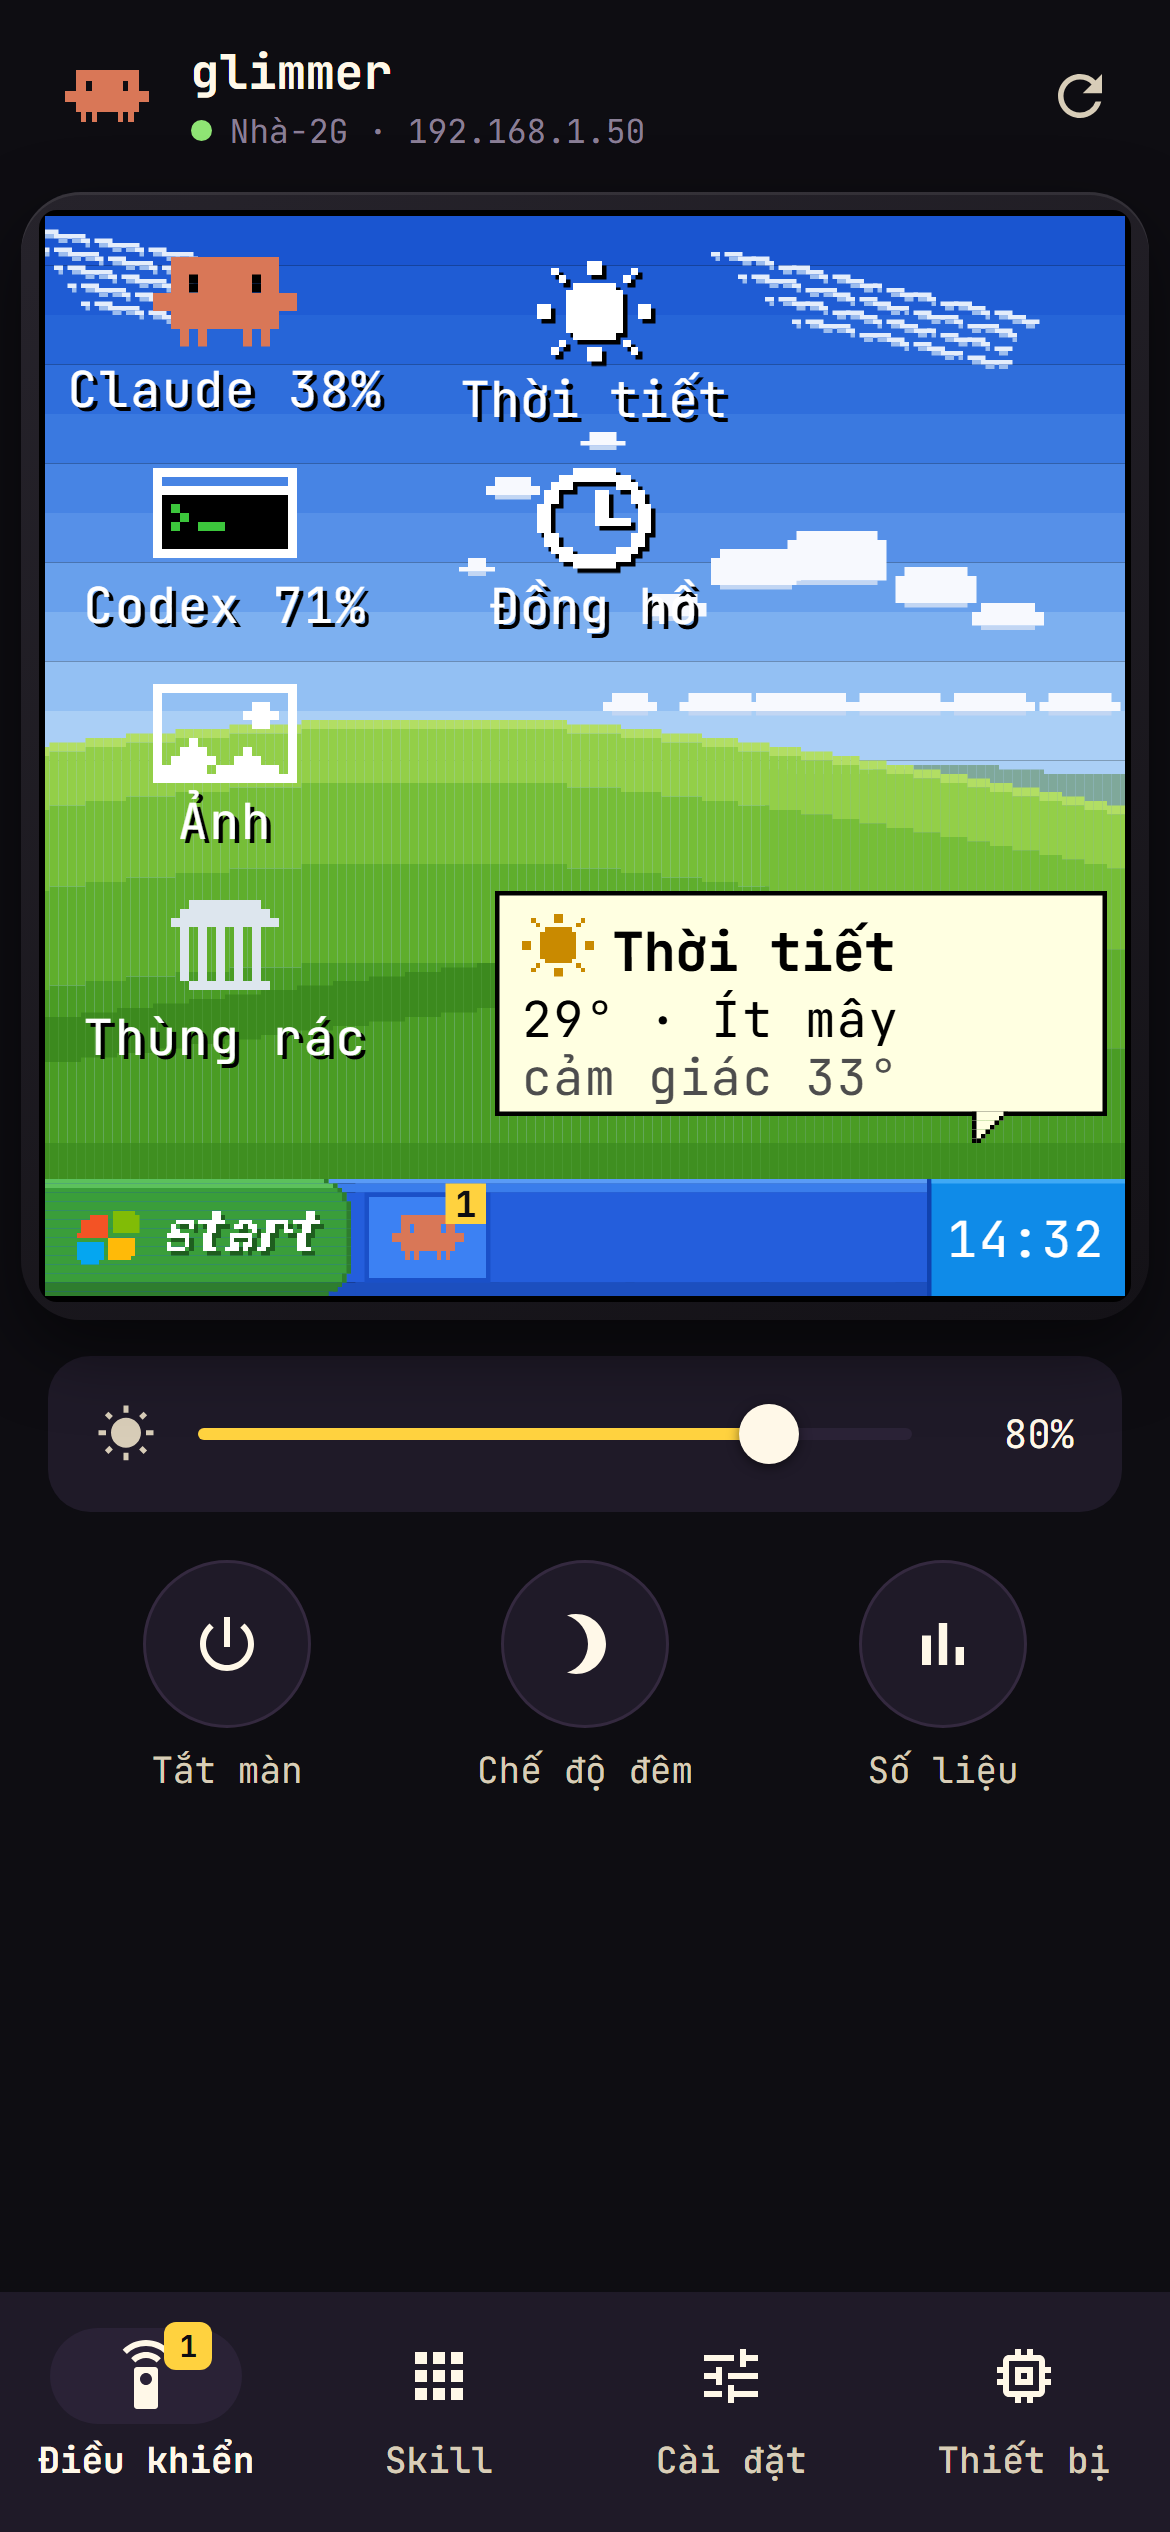 glimmer
Nhà-2G · 192.168.1.50
Claude 38%
Thời tiết
Codex 71%
Đồng hồ
Ảnh
Thùng rác
Thời tiết
29° · Ít mây
cảm giác 33°
start
1
14:32
80%
Tắt màn
Chế độ đêm
Số liệu
1
Điều khiển
Skill
Cài đặt
Thiết bị